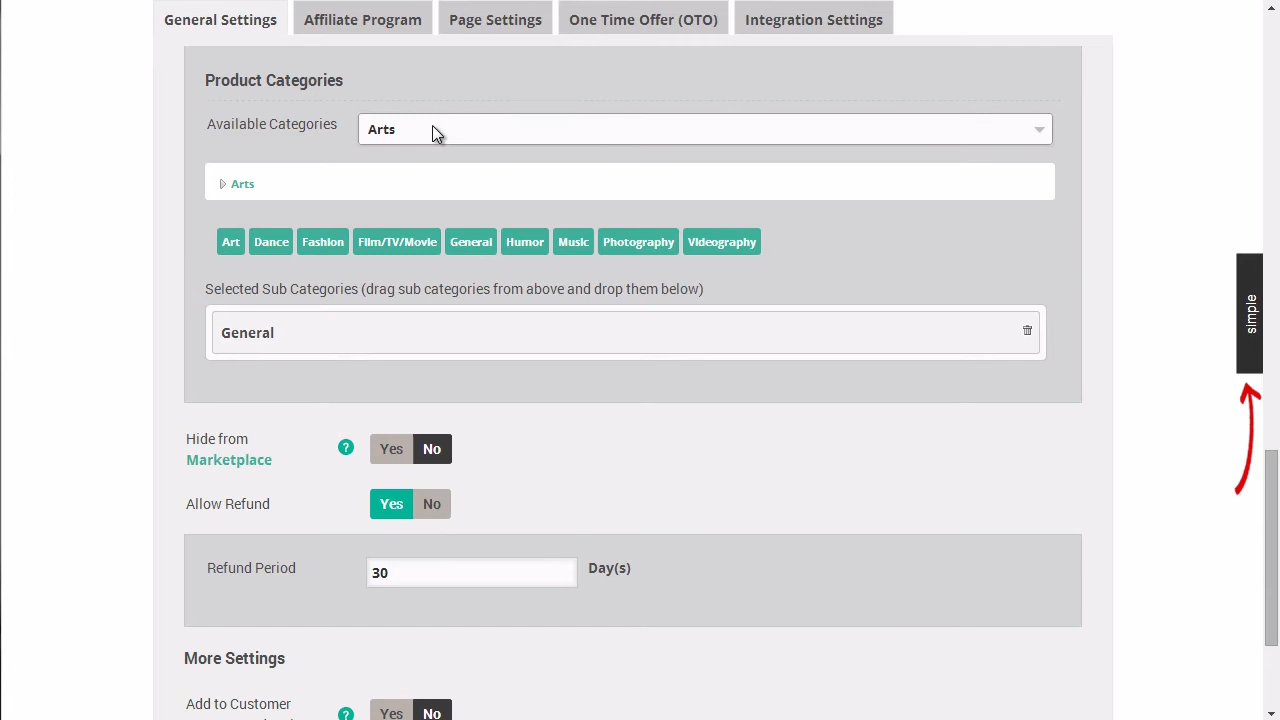 General Settings
Affiliate Program
Page Settings
One Time Offer (OTO)
Integration Settings
Product Categories
Available Categories
Arts
Arts
Art Dance Fashion Film/TV/Movie General Humor Music Photography Videography
Selected Sub Categories (drag sub categories from above and drop them below)
General
simple
Hide from
Marketplace
? Yes No
Allow Refund Yes No
Refund Period 30 Day(s)
More Settings
Add to Customer
? Yes No